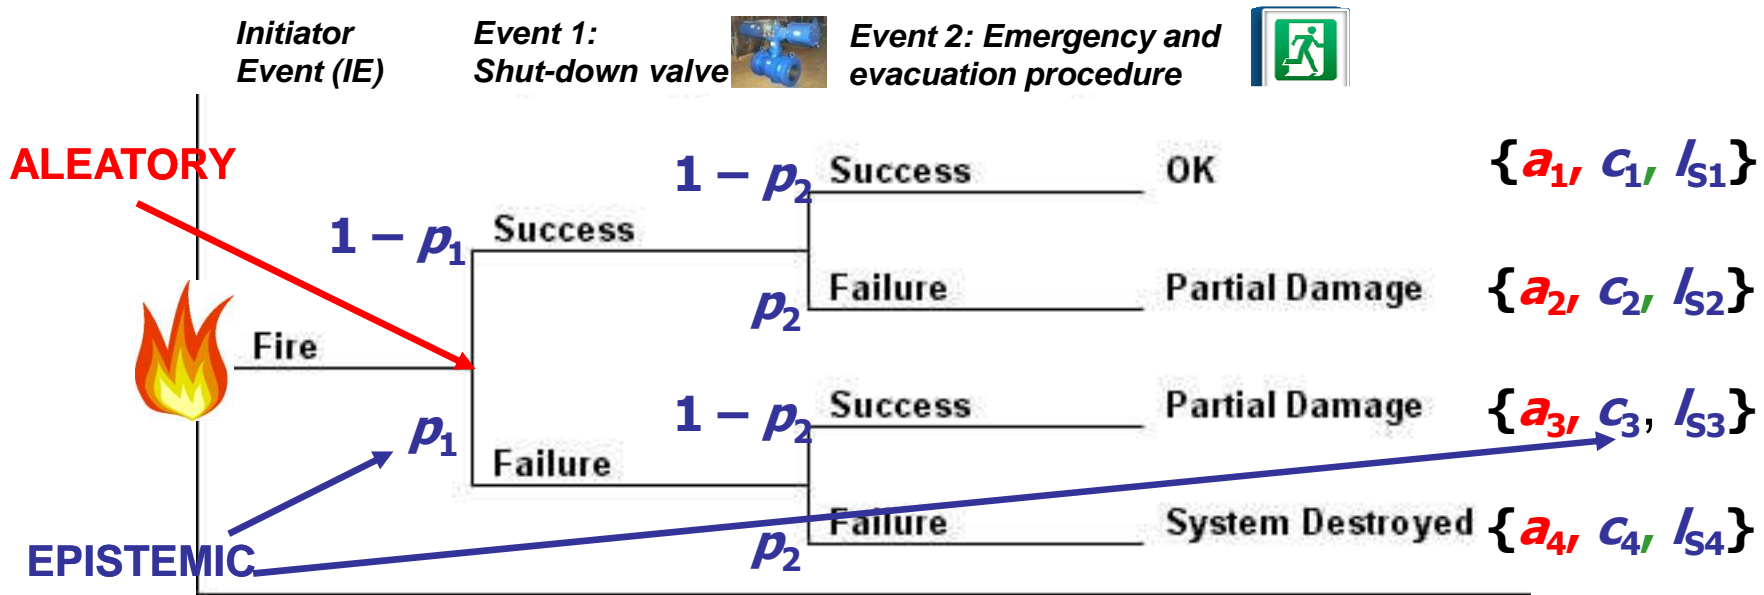 Initiator
Event (IE)
Event 1:
Shut-down valve
Event 2: Emergency and
evacuation procedure
ALEATORY
1 – p2 Success OK {a1, c1, lS1}
1 – p1 Success
p2 Failure Partial Damage {a2, c2, lS2}
Fire
1 – p2 Success Partial Damage {a3, c3, lS3}
p1 Failure
p2 Failure System Destroyed {a4, c4, lS4}
EPISTEMIC